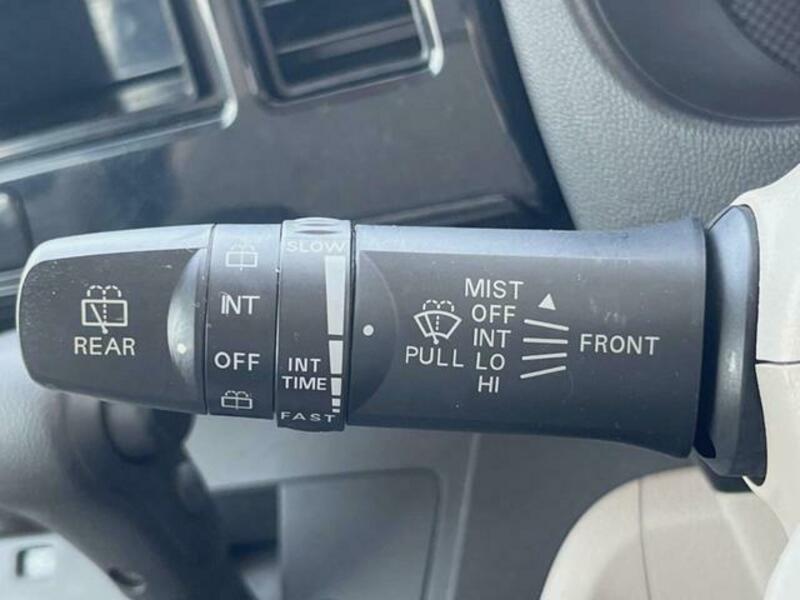 REAR
INT
OFF
SLOW
INT
TIME
FAST
PULL
MIST
OFF
INT
LO
HI
FRONT